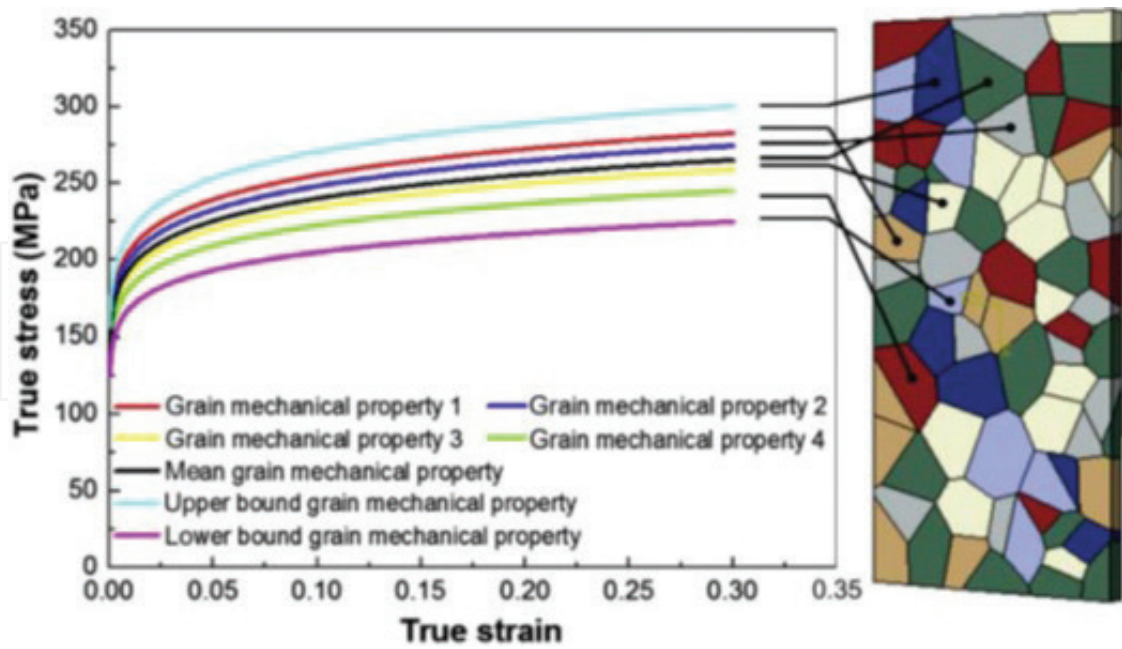 350
300
250
200
150
100
50
0
True stress (MPa)
Grain mechanical property 1 Grain mechanical property 2
Grain mechanical property 3 Grain mechanical property 4
Mean grain mechanical property
Upper bound grain mechanical property
Lower bound grain mechanical property
0.00 0.05 0.10 0.15 0.20 0.25 0.30 0.35
True strain